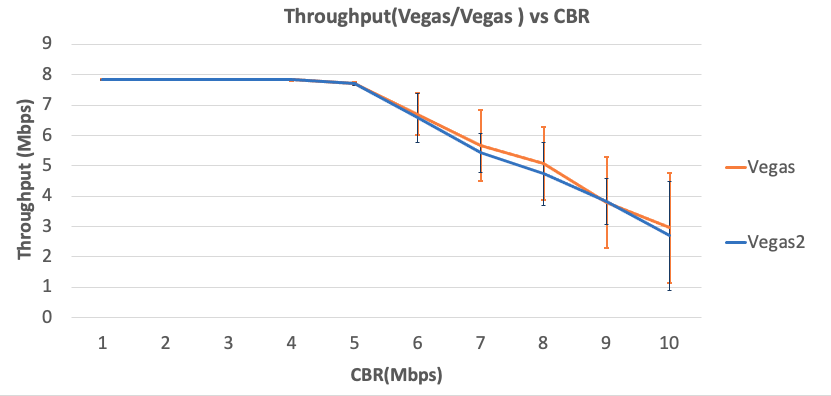 Throughput(Vegas/Vegas ) vs CBR
9
8
7
6
5
4
3
2
1
0
Throughput (Mbps)
1 2 3 4 5 6 7 8 9 10
CBR(Mbps)
Vegas
Vegas2